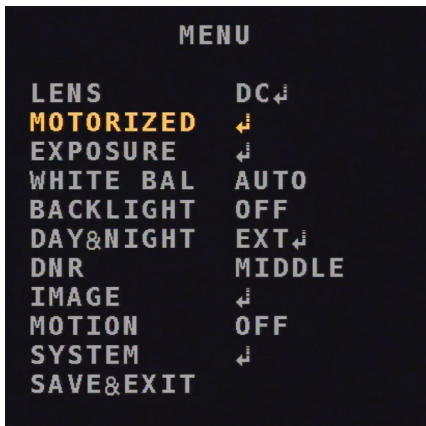 MENU
LENS DC↲
MOTORIZED ↲
EXPOSURE ↲
WHITE BAL AUTO
BACKLIGHT OFF
DAY&NIGHT EXT↲
DNR MIDDLE
IMAGE ↲
MOTION OFF
SYSTEM ↲
SAVE&EXIT